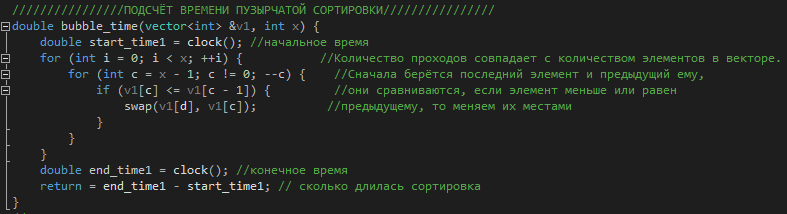 ////////////////ПОДСЧЁТ ВРЕМЕНИ ПУЗЫРЧАТОЙ СОРТИРОВКИ////////////////
double bubble_time(vector<int> &v1, int x) {
    double start_time1 = clock(); //начальное время
    for (int i = 0; i < x; ++i) {           //Количество проходов совпадает с количеством элементов в векторе.
        for (int c = x - 1; c != 0; --c) {    //Сначала берётся последний элемент и предыдущий ему,
            if (v1[c] <= v1[c - 1]) {         //они сравниваются, если элемент меньше или равен
                swap(v1[d], v1[c]);          //предыдущему, то меняем их местами
            }
        }
    }
    double end_time1 = clock(); //конечное время
    return = end_time1 - start_time1; // сколько длилась сортировка
}